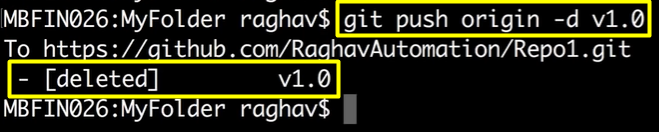 MBFIN026:MyFolder raghav$ git push origin -d v1.0
To https://github.com/RaghavAutomation/Repo1.git
- [deleted] v1.0
MBFIN026:MyFolder raghav$